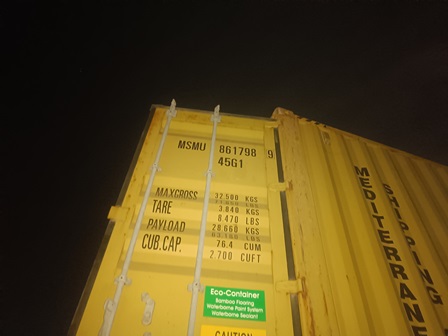 MSMU 861798 9
45G1
MAXGROSS 32.500 KGS
TARE 3.840 KGS
8.470 LBS
PAYLOAD 28.660 KGS
CUB.CAP. 76.4 CUM
2.700 CUFT
Eco-Container
Bamboo Flooring
Waterborne Paint System
Waterborne Sealant
CAUTION
MEDITERRANE
SHIPPING